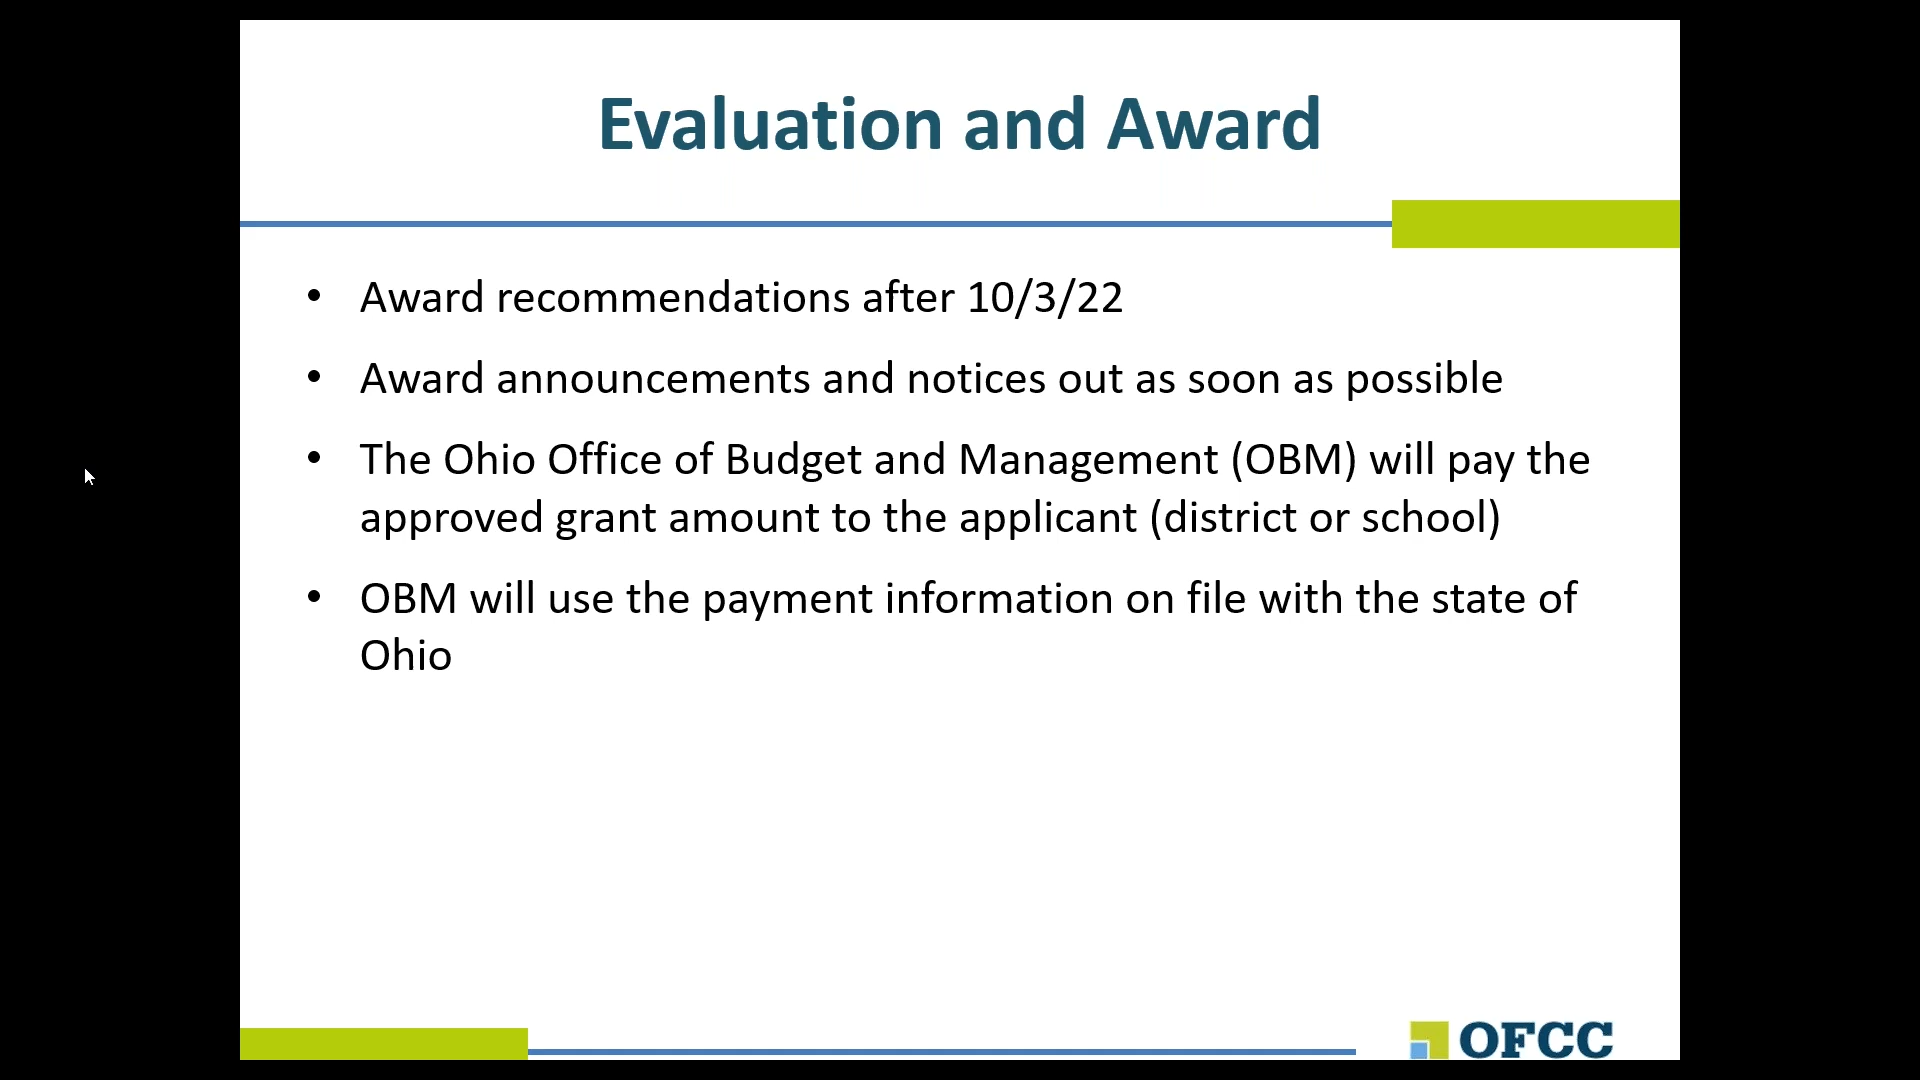 Evaluation and Award
• Award recommendations after 10/3/22
• Award announcements and notices out as soon as possible
• The Ohio Office of Budget and Management (OBM) will pay the
approved grant amount to the applicant (district or school)
• OBM will use the payment information on file with the state of
Ohio
OFCC